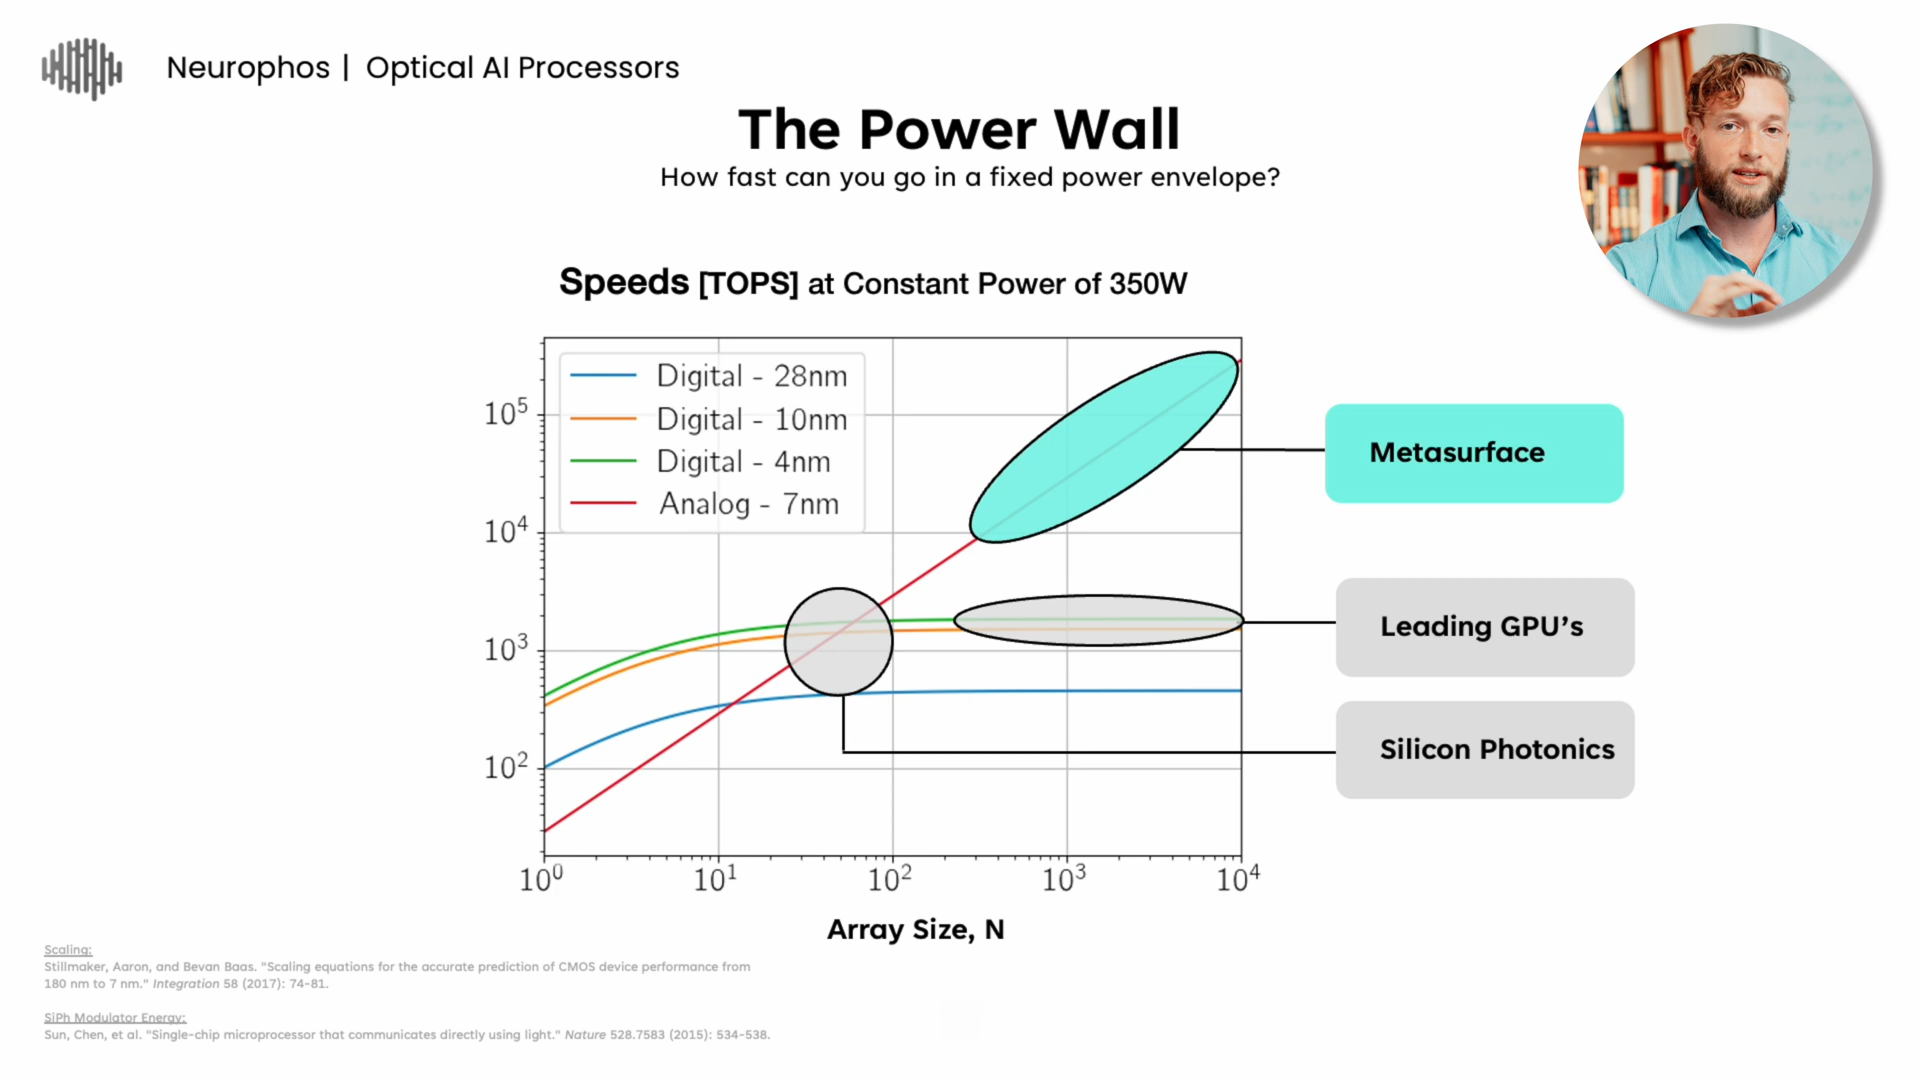 Neurophos | Optical AI Processors
The Power Wall
How fast can you go in a fixed power envelope?
Speeds [TOPS] at Constant Power of 350W
Digital - 28nm
Digital - 10nm
Digital - 4nm
Analog - 7nm
10⁵
10⁴
10³
10²
10⁰ 10¹ 10² 10³ 10⁴
Array Size, N
Metasurface
Leading GPU’s
Silicon Photonics
Scaling:
Stillmaker, Aaron, and Bevan Baas. "Scaling equations for the accurate prediction of CMOS device performance from
180 nm to 7 nm." Integration 58 (2017): 74-81.
SiPh Modulator Energy:
Sun, Chen, et al. "Single-chip microprocessor that communicates directly using light." Nature 528.7583 (2015): 534-538.